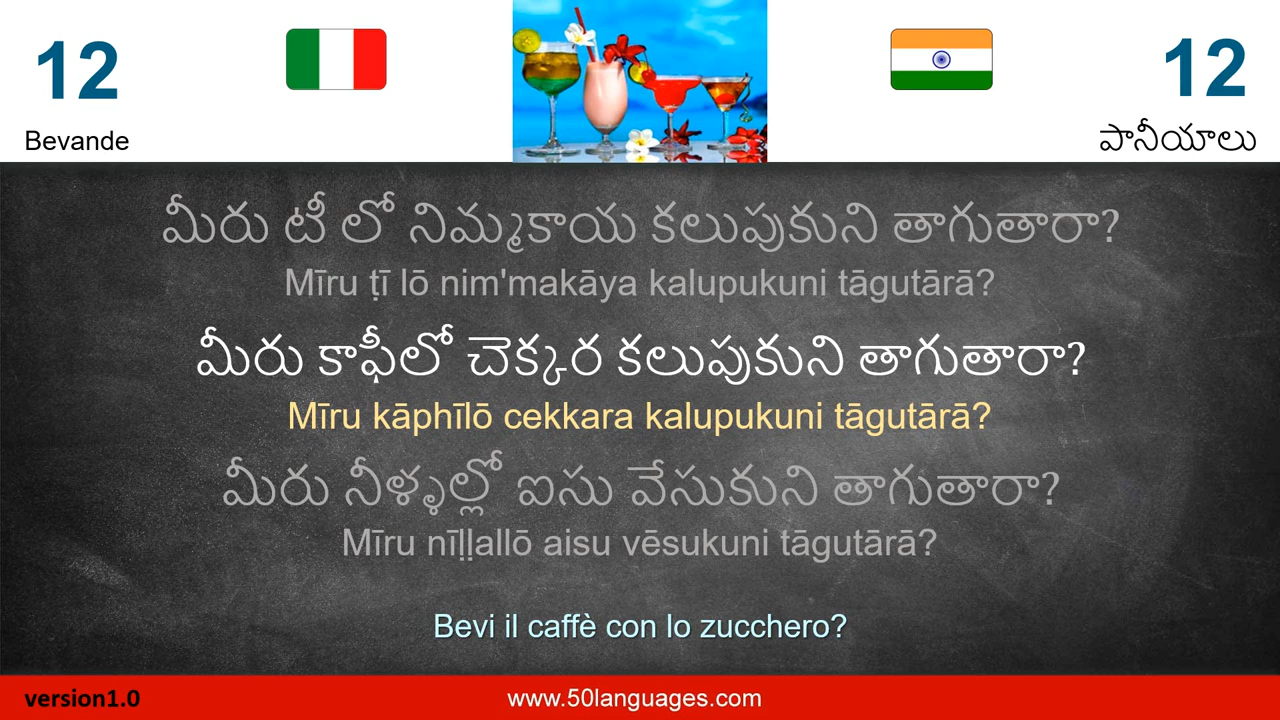 12
12
Bevande
పానీయాలు
మీరు టీ లో నిమ్మకాయ కలుపుకుని తాగుతారా?
Mīru ṭī lō nim'makāya kalupukuni tāgutārā?
మీరు కాఫీలో చెక్కర కలుపుకుని తాగుతారా?
Mīru kāphīlō cekkara kalupukuni tāgutārā?
మీరు నీళ్ళల్లో ఐసు వేసుకుని తాగుతారా?
Mīru nīḷḷallō aisu vēsukuni tāgutārā?
Bevi il caffè con lo zucchero?
version1.0
www.50languages.com